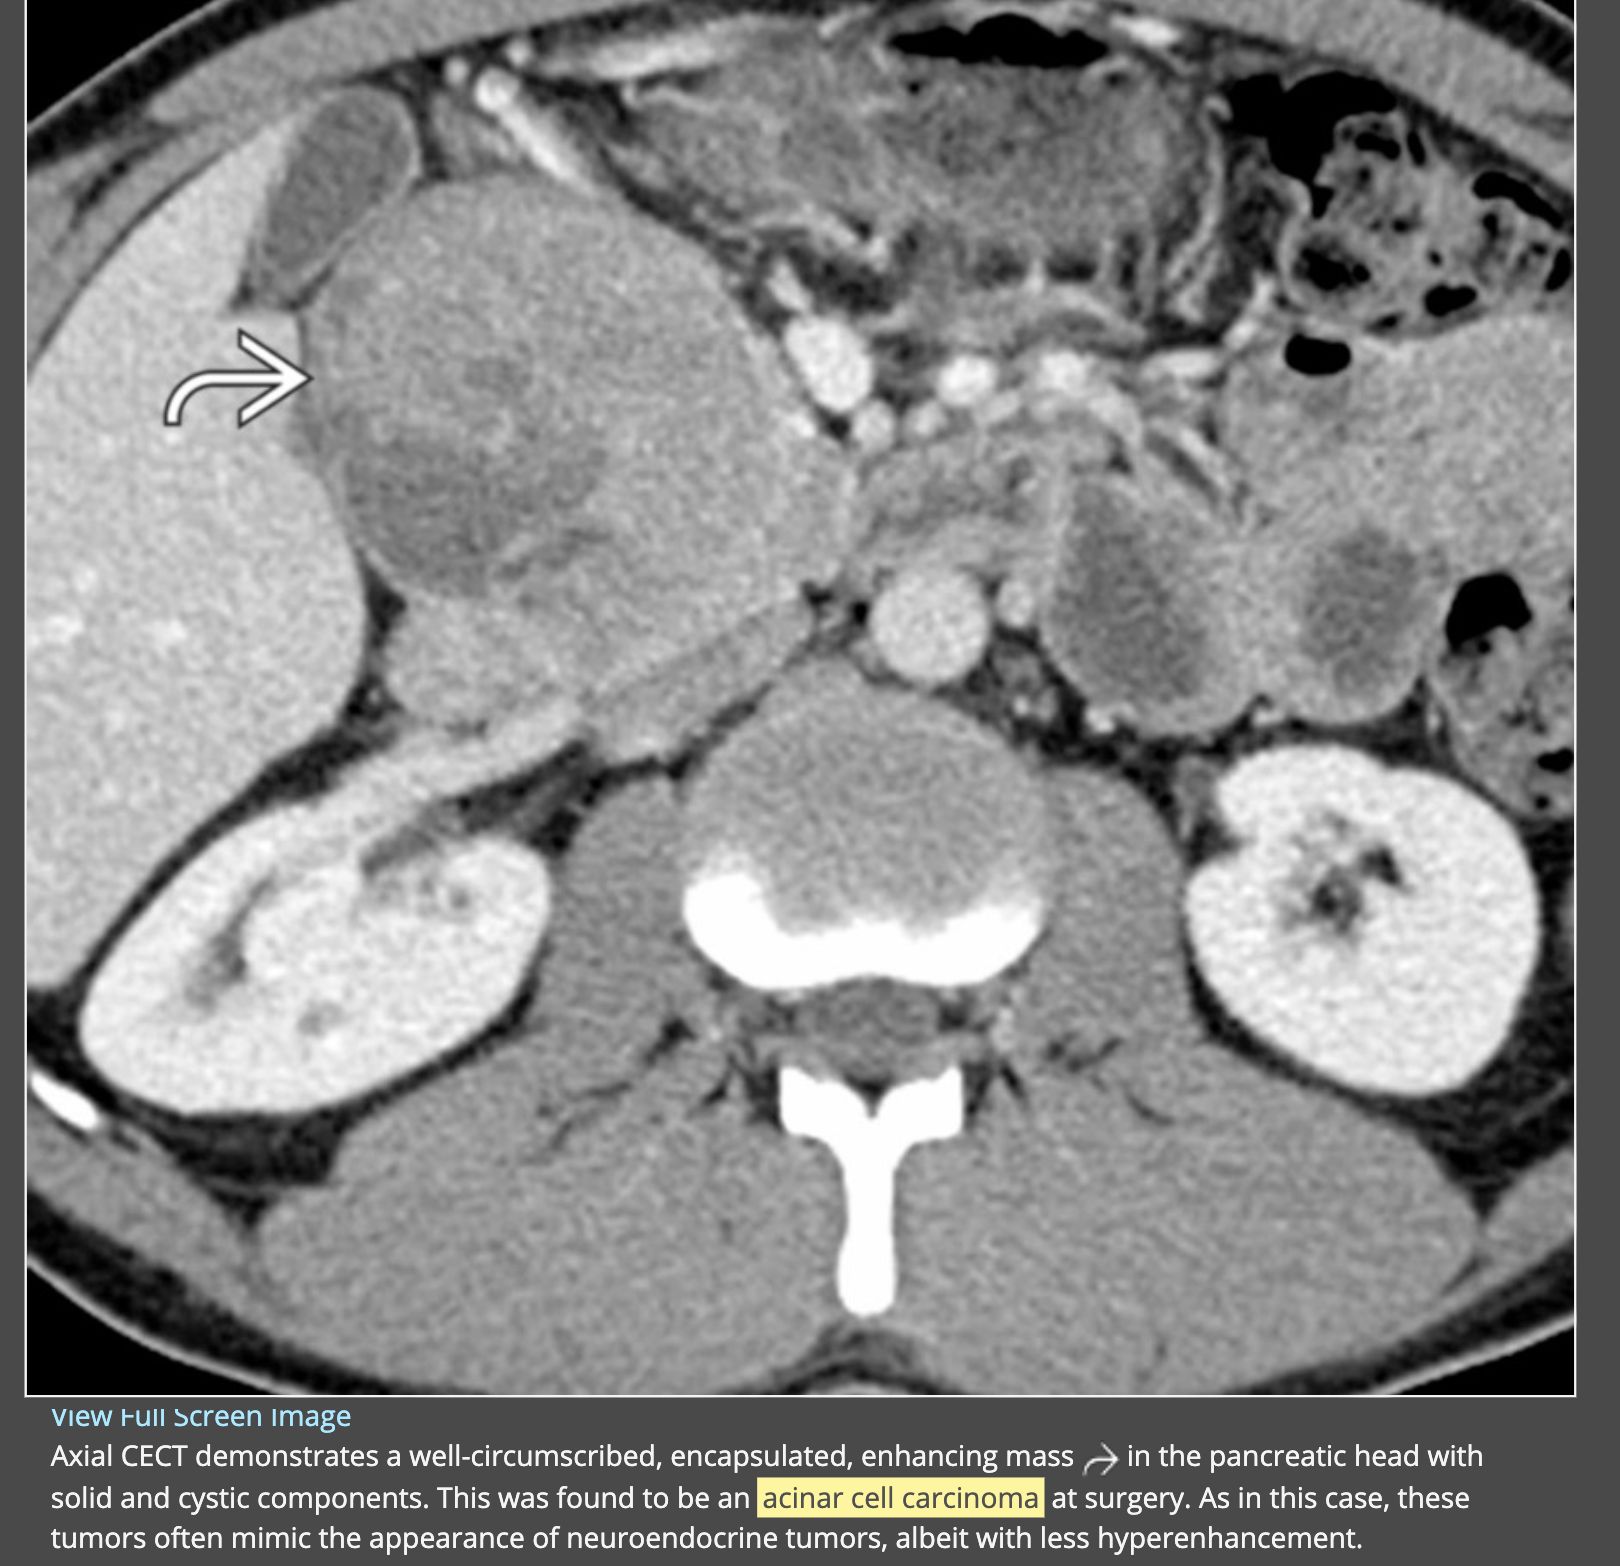 View Full Screen Image
Axial CECT demonstrates a well-circumscribed, encapsulated, enhancing mass in the pancreatic head with
solid and cystic components. This was found to be an acinar cell carcinoma at surgery. As in this case, these
tumors often mimic the appearance of neuroendocrine tumors, albeit with less hyperenhancement.